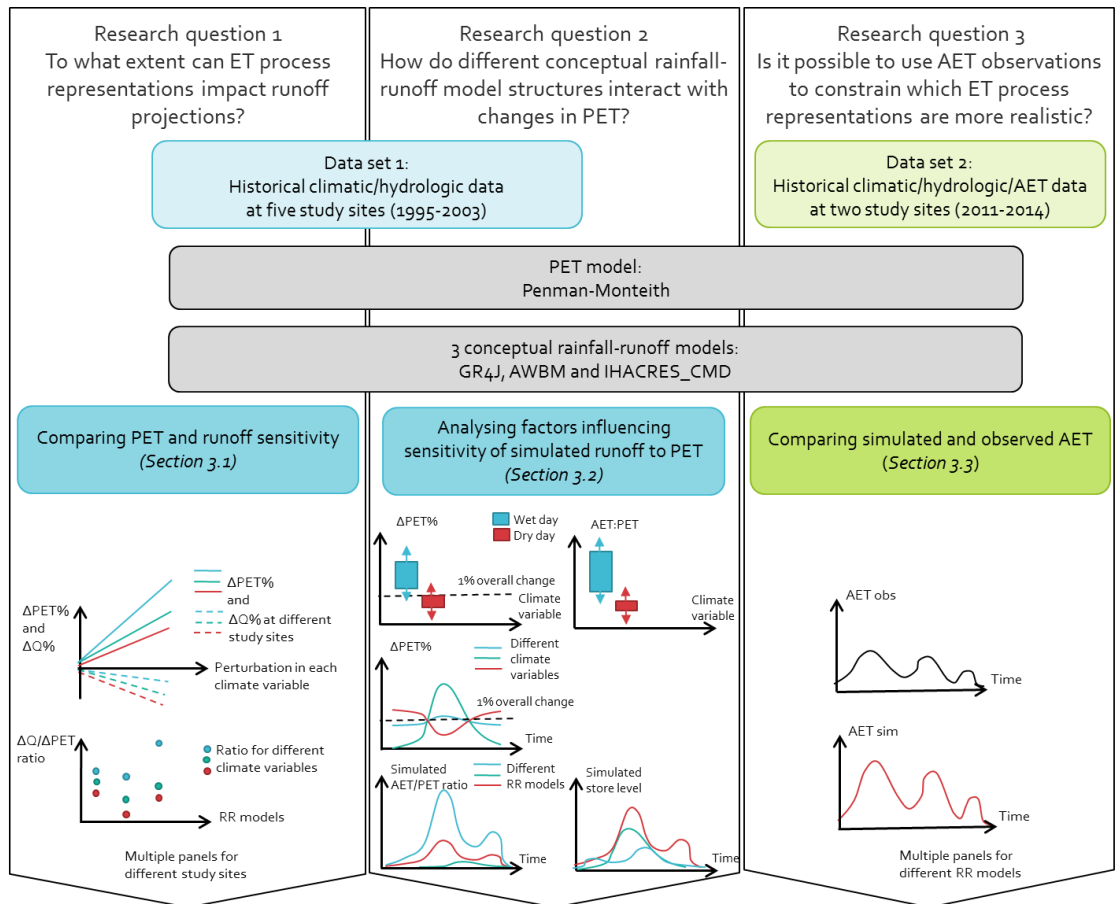 Research question 1
To what extent can ET process
representations impact runoff
projections?
Research question 2
How do different conceptual rainfall-
runoff model structures interact with
changes in PET?
Research question 3
Is it possible to use AET observations
to constrain which ET process
representations are more realistic?
Data set 1:
Historical climatic/hydrologic data
at five study sites (1995-2003)
Data set 2:
Historical climatic/hydrologic/AET data
at two study sites (2011-2014)
PET model:
Penman-Monteith
3 conceptual rainfall-runoff models:
GR4J, AWBM and IHACRES_CMD
Comparing PET and runoff sensitivity
(Section 3.1)
Analysing factors influencing
sensitivity of simulated runoff to PET
(Section 3.2)
Comparing simulated and observed AET
(Section 3.3)
ΔPET%
and
ΔQ%
ΔPET%
and
ΔQ% at different
study sites
Perturbation in each
climate variable
ΔQ/ΔPET
ratio
Ratio for different
climate variables
RR models
Multiple panels for
different study sites
ΔPET%
Wet day
Dry day
1% overall change
Climate
variable
AET:PET
Climate
variable
ΔPET%
Different
climate
variables
1% overall change
Time
Simulated
AET/PET ratio
Different
RR models
Time
Simulated
store level
Time
AET obs
Time
AET sim
Time
Multiple panels for
different RR models